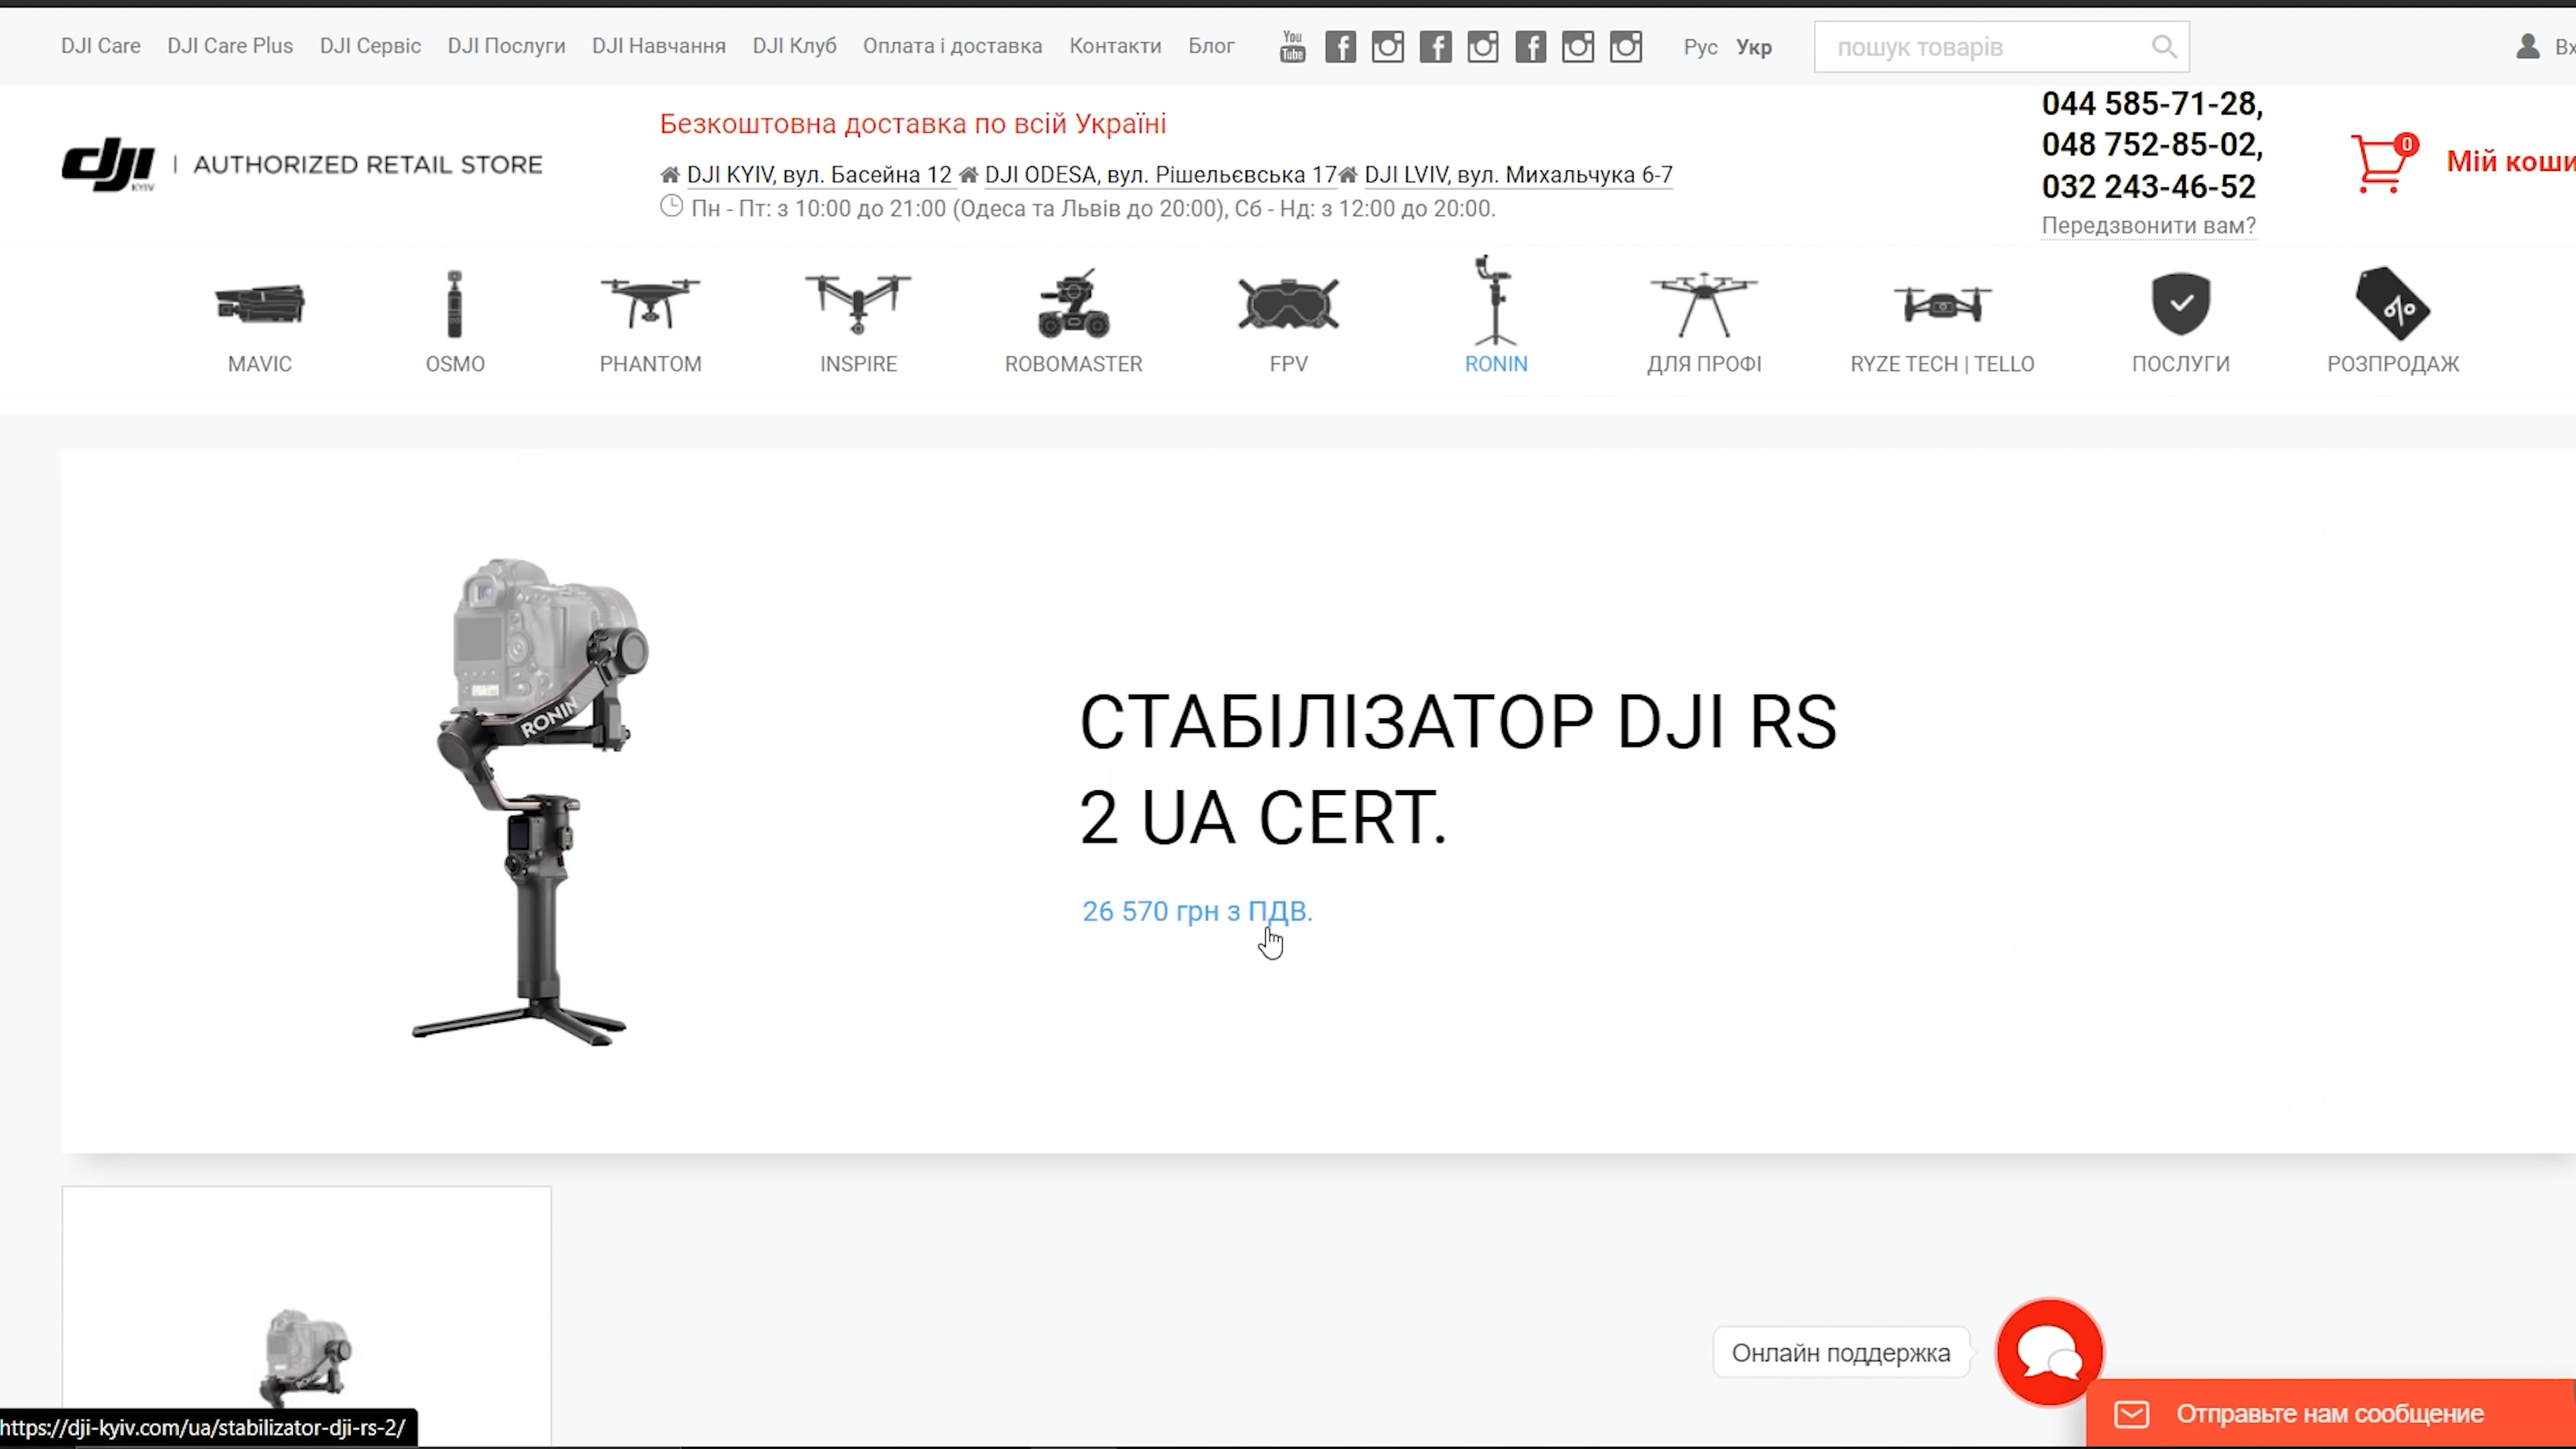 DJI Care DJI Care Plus DJI Сервіс DJI Послуги DJI Навчання DJI Клуб Оплата і доставка Контакти Блог You Tube Рус Укр пошук товарів
dji KYIV | AUTHORIZED RETAIL STORE
Безкоштовна доставка по всій Україні
DJI KYIV, вул. Басейна 12 DJI ODESA, вул. Рішельєвська 17 DJI LVIV, вул. Михальчука 6-7
Пн - Пт: з 10:00 до 21:00 (Одеса та Львів до 20:00), Сб - Нд: з 12:00 до 20:00.
044 585-71-28,
048 752-85-02,
032 243-46-52
Передзвонити вам?
0
Мій
MAVIC OSMO PHANTOM INSPIRE ROBOMASTER FPV RONIN ДЛЯ ПРОФІ RYZE TECH | TELLO ПОСЛУГИ РОЗПРОДАЖ
RONIN
СТАБІЛІЗАТОР DJI RS
2 UA CERT.
26 570 грн з ПДВ.
Онлайн поддержка
Отправьте нам сообщение
https://dji-kyiv.com/ua/stabilizator-dji-rs-2/